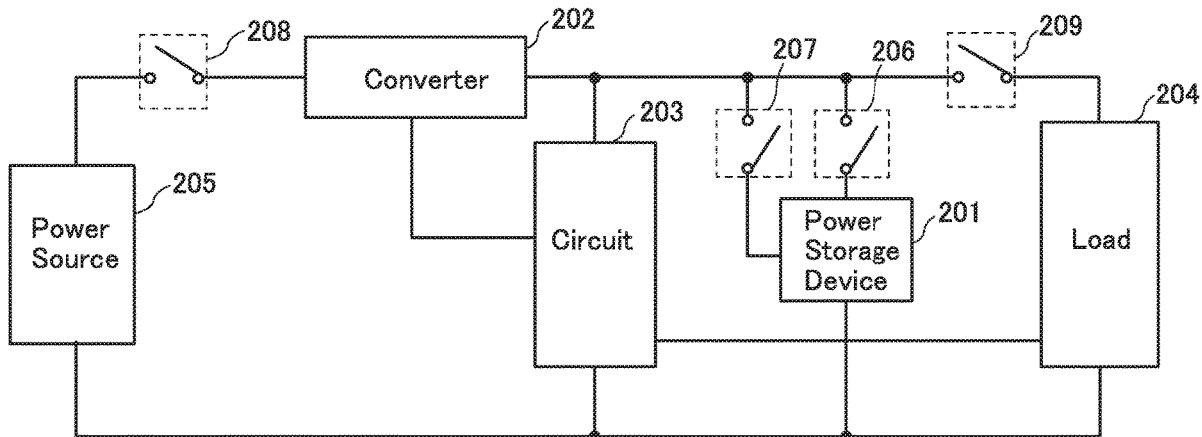 208
202
Converter
207
206
209
204
203
205
Power
Source
Circuit
Power
Storage
Device
201
Load